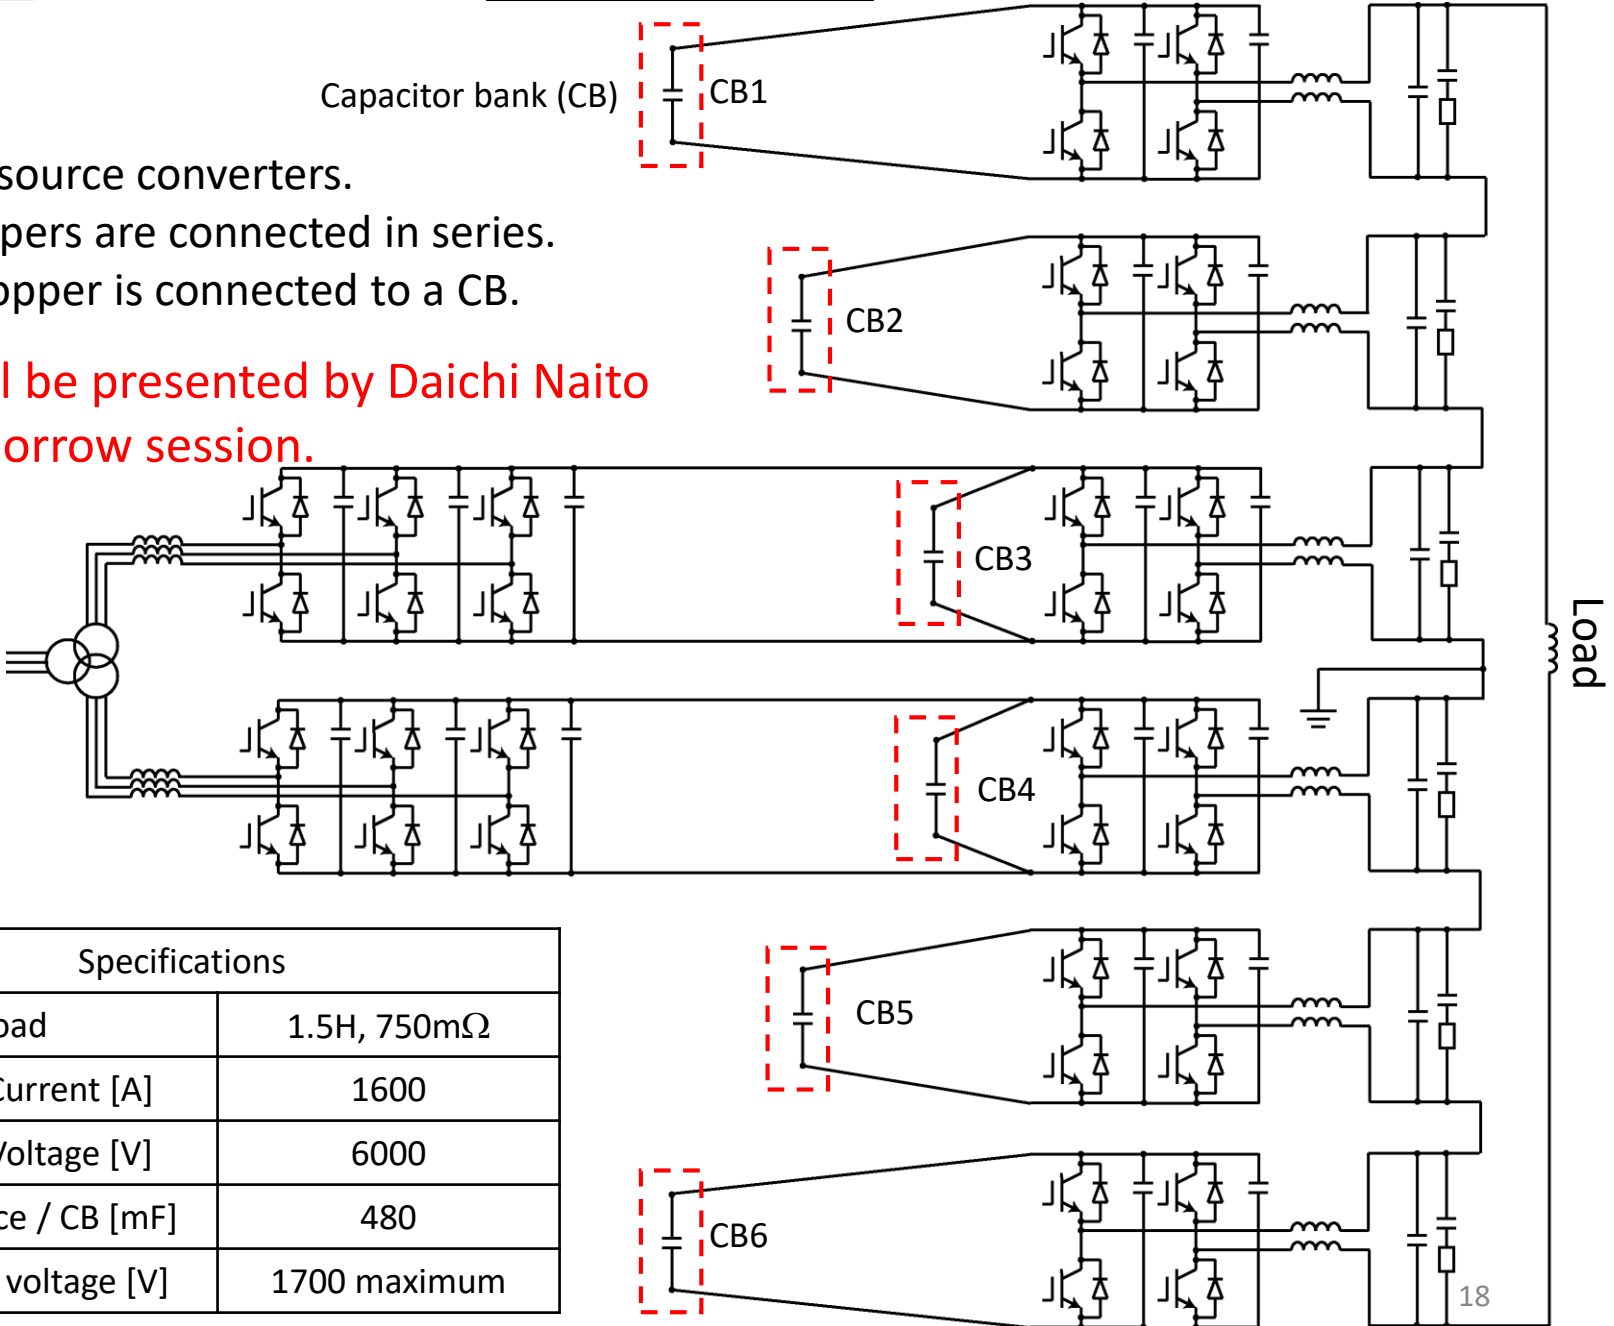 Capacitor bank (CB)
CB1
source converters.
pers are connected in series.
opper is connected to a CB.
CB2
l be presented by Daichi Naito
orrow session.
CB3
Load
CB4
CB5
CB6
Specifications
oad 1.5H, 750mΩ
Current [A] 1600
Voltage [V] 6000
ce / CB [mF] 480
voltage [V] 1700 maximum
18